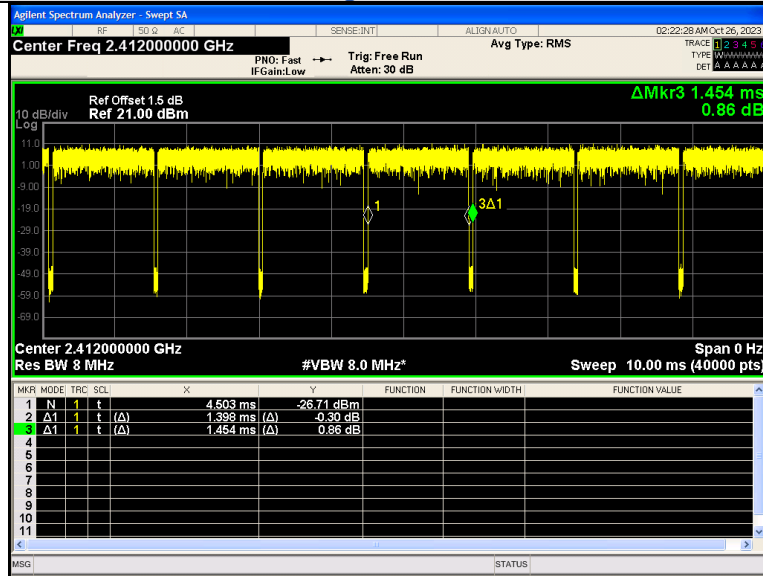 Agilent Spectrum Analyzer - Swept SA
RF 50 Ω AC SENSE:INT ALIGN AUTO 02:22:28 AM Oct 26, 2023
Center Freq 2.412000000 GHz
PNO: Fast
IFGain:Low
Trig: Free Run
Atten: 30 dB
Avg Type: RMS
TRACE 1 2 3 4 5
TYPE
DET A A A A A
ΔMkr3 1.454 ms
0.86 dB
Ref Offset 1.5 dB
10 dB/div Ref 21.00 dBm
Log
11.0
1.00
-9.00
-19.0
-29.0
-39.0
-49.0
-59.0
-69.0
1
3Δ1
Center 2.412000000 GHz Span 0 Hz
Res BW 8 MHz #VBW 8.0 MHz* Sweep 10.00 ms (40000 pts)
MKR MODE TRC SCL X Y FUNCTION FUNCTION WIDTH FUNCTION VALUE
1 N 1 t 4.503 ms -26.71 dBm
2 Δ1 1 t (Δ) 1.398 ms (Δ) -0.30 dB
3 Δ1 1 t (Δ) 1.454 ms (Δ) 0.86 dB
4
5
6
7
8
9
10
11
MSG STATUS